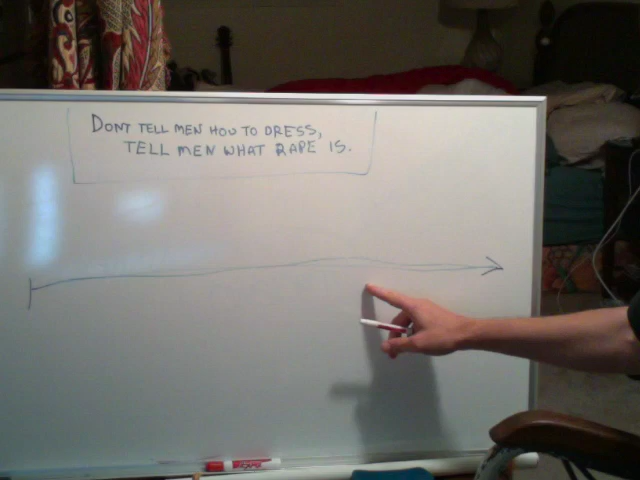 DONT TELL MEN HOW TO DRESS,
TELL MEN WHAT RAPE IS.